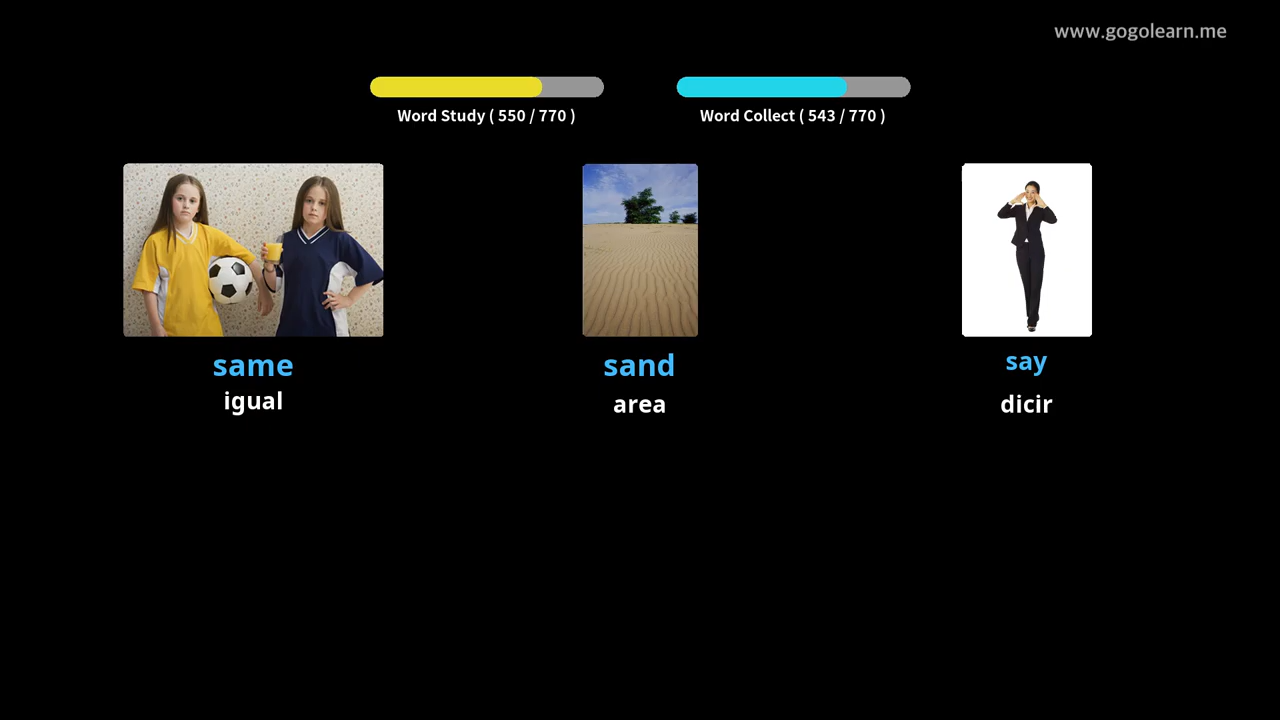 www.gogolearn.me
Word Study ( 550 / 770 )
Word Collect ( 543 / 770 )
same
igual
sand
area
say
dicir